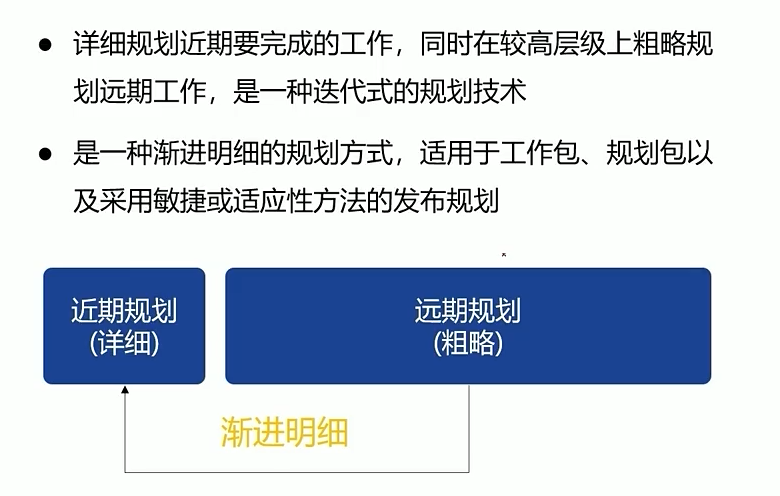 ● 详细规划近期要完成的工作，同时在较高层级上粗略规
划远期工作，是一种迭代式的规划技术
● 是一种渐进明细的规划方式，适用于工作包、规划包以
及采用敏捷或适应性方法的发布规划
近期规划
(详细)
远期规划
(粗略)
渐进明细